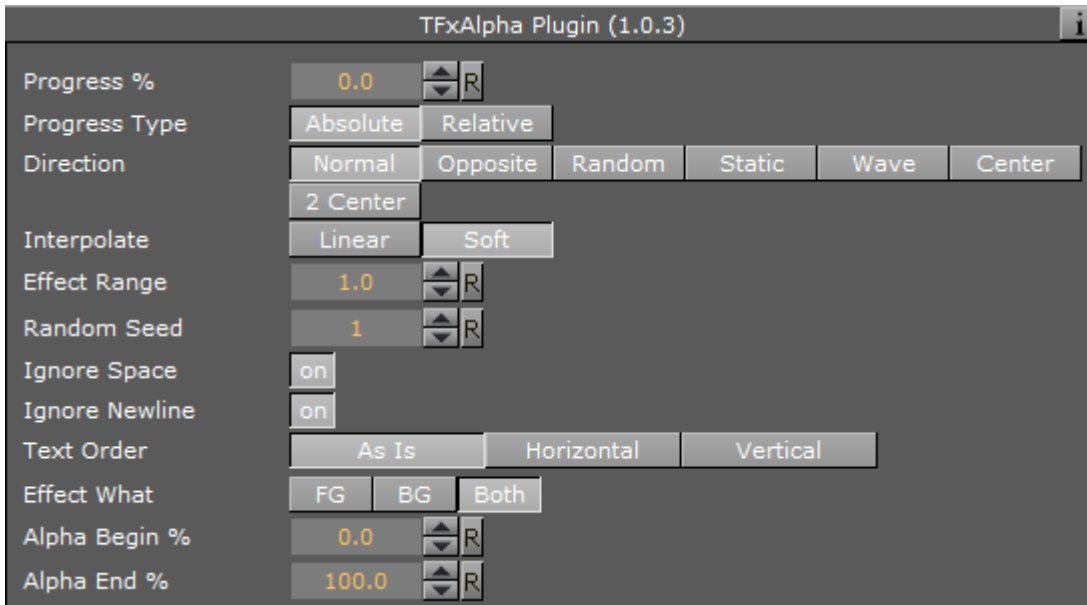 TFxAlpha Plugin (1.0.3) i
Progress % 0.0 R
Progress Type Absolute Relative
Direction Normal Opposite Random Static Wave Center
2 Center
Interpolate Linear Soft
Effect Range 1.0 R
Random Seed 1 R
Ignore Space on
Ignore Newline on
Text Order As Is Horizontal Vertical
Effect What FG BG Both
Alpha Begin % 0.0 R
Alpha End % 100.0 R